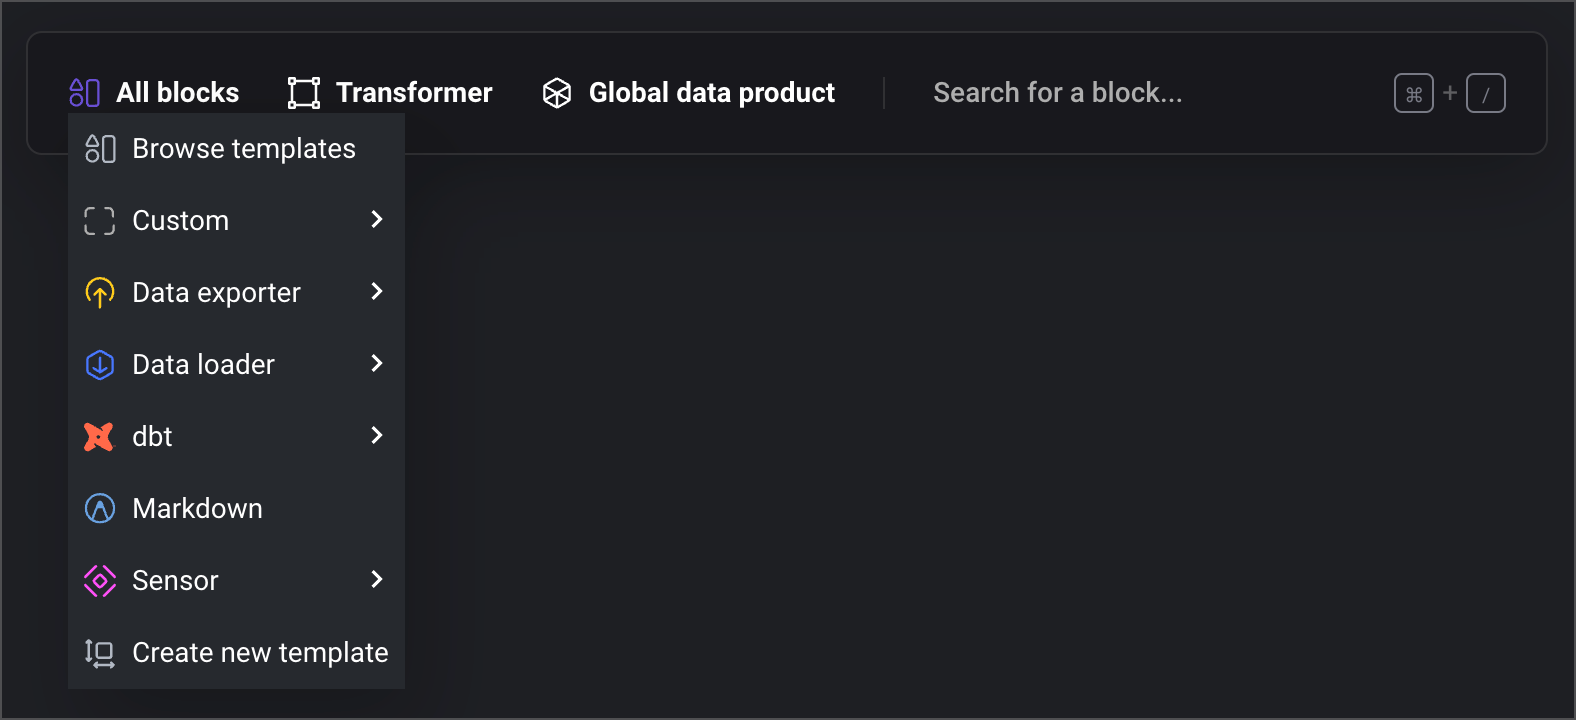 All blocks Transformer Global data product Search for a block... ⌘ + /
Browse templates
Custom
Data exporter
Data loader
dbt
Markdown
Sensor
Create new template